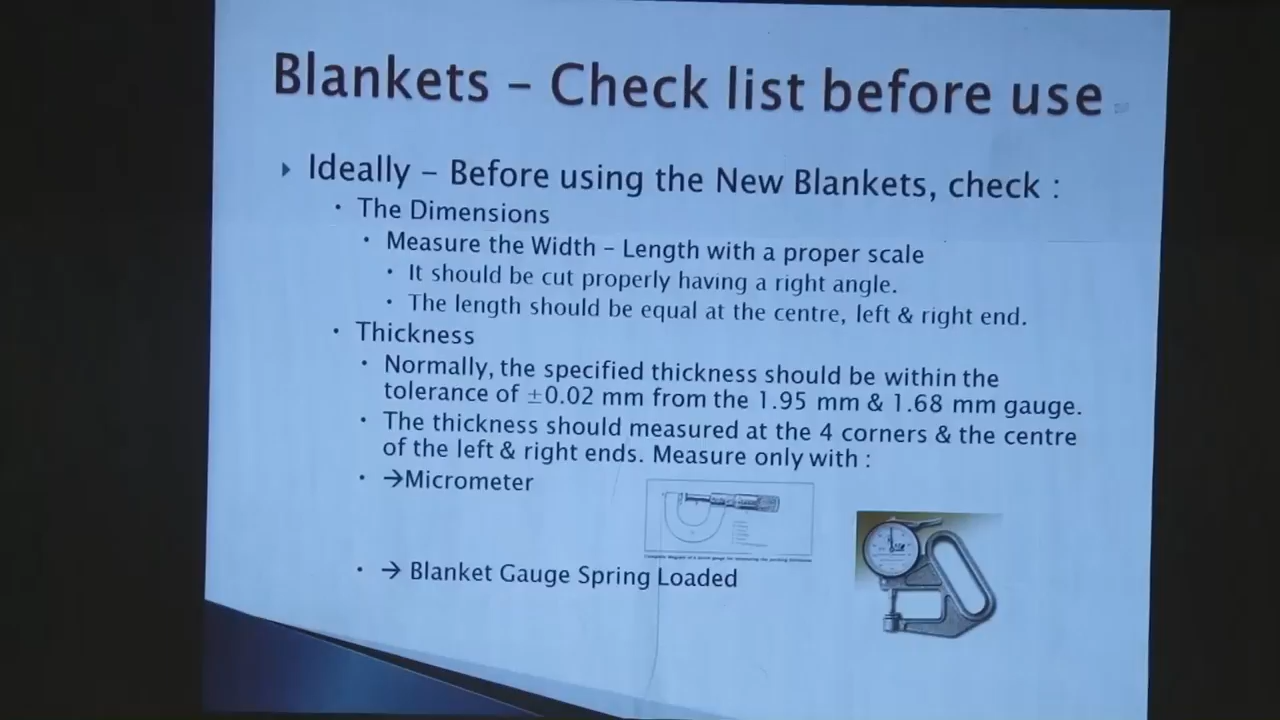 Blankets – Check list before use
Ideally – Before using the New Blankets, check :
• The Dimensions
• Measure the Width – Length with a proper scale
• It should be cut properly having a right angle.
• The length should be equal at the centre, left & right end.
• Thickness
• Normally, the specified thickness should be within the
tolerance of ±0.02 mm from the 1.95 mm & 1.68 mm gauge.
• The thickness should measured at the 4 corners & the centre
of the left & right ends. Measure only with :
• →Micrometer
• → Blanket Gauge Spring Loaded